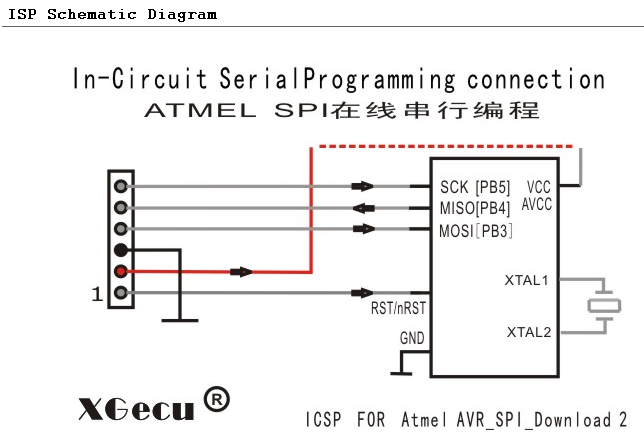 ISP Schematic Diagram
In-Circuit SerialProgramming connection
ATMEL SPI在线串行编程
SCK [PB5] VCC
MISO[PB4] AVCC
MOSI[PB3]
XTAL1
1
RST/nRST
XTAL2
GND
XGecu ®
ICSP FOR Atmel AVR_SPI_Download 2